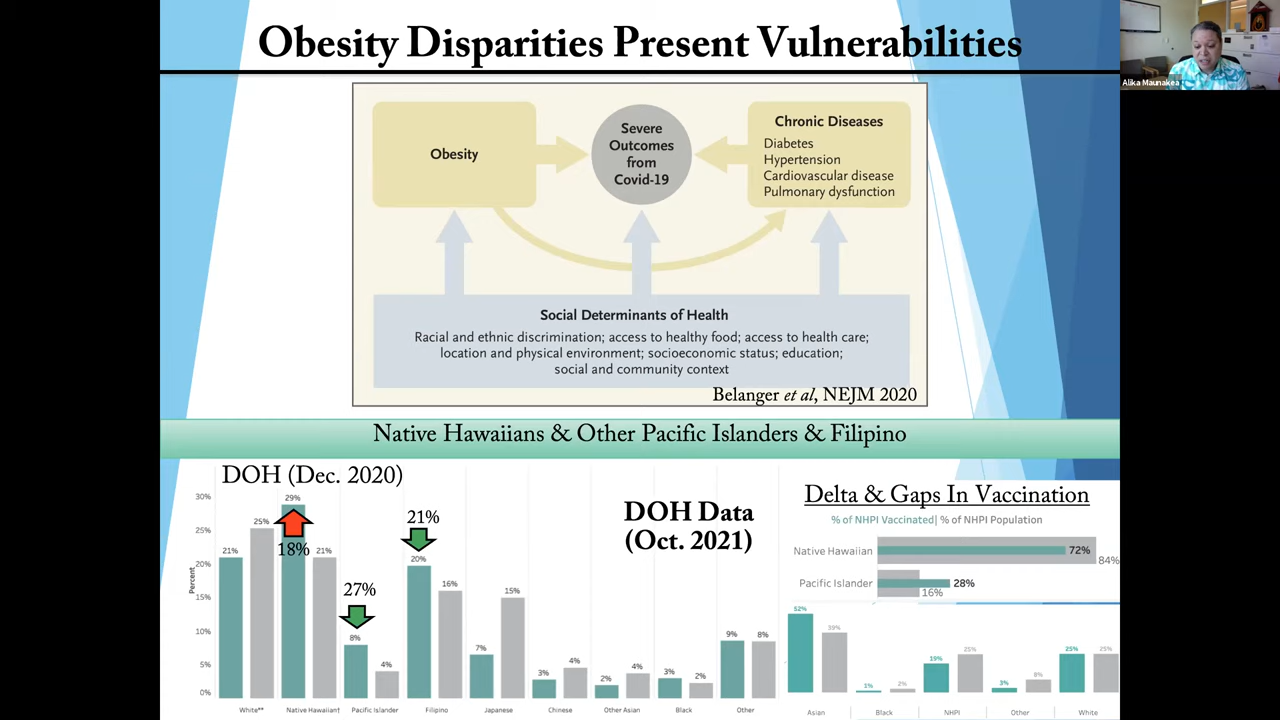 Obesity Disparities Present Vulnerabilities
Alika Maunakea
Obesity
Severe
Outcomes
from
Covid-19
Chronic Diseases
Diabetes
Hypertension
Cardiovascular disease
Pulmonary dysfunction
Social Determinants of Health
Racial and ethnic discrimination; access to healthy food; access to health care;
location and physical environment; socioeconomic status; education;
social and community context
Belanger et al, NEJM 2020
Native Hawaiians & Other Pacific Islanders & Filipino
DOH (Dec. 2020)
Percent
30%
25%
20%
15%
10%
5%
0%
21%
25%
29%
18%
21%
27%
8%
4%
21%
20%
16%
7%
15%
3%
4%
2%
4%
3%
2%
9%
8%
White**
Native Hawaiian†
Pacific Islander
Filipino
Japanese
Chinese
Other Asian
Black
Other
DOH Data
(Oct. 2021)
Delta & Gaps In Vaccination
% of NHPI Vaccinated| % of NHPI Population
Native Hawaiian
72%
84%
Pacific Islander
28%
16%
52%
39%
1%
2%
19%
25%
3%
8%
25%
25%
Asian
Black
NHPI
Other
White